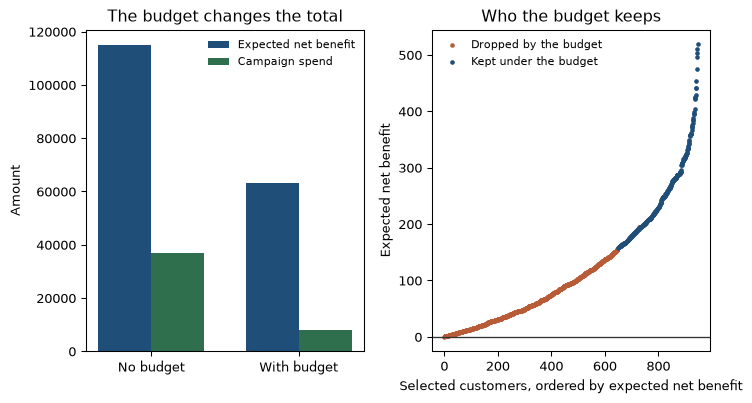 The budget changes the total
Amount
120000
100000
80000
60000
40000
20000
0
Expected net benefit
Campaign spend
No budget
With budget
Who the budget keeps
Expected net benefit
500
400
300
200
100
0
Dropped by the budget
Kept under the budget
0
200
400
600
800
Selected customers, ordered by expected net benefit